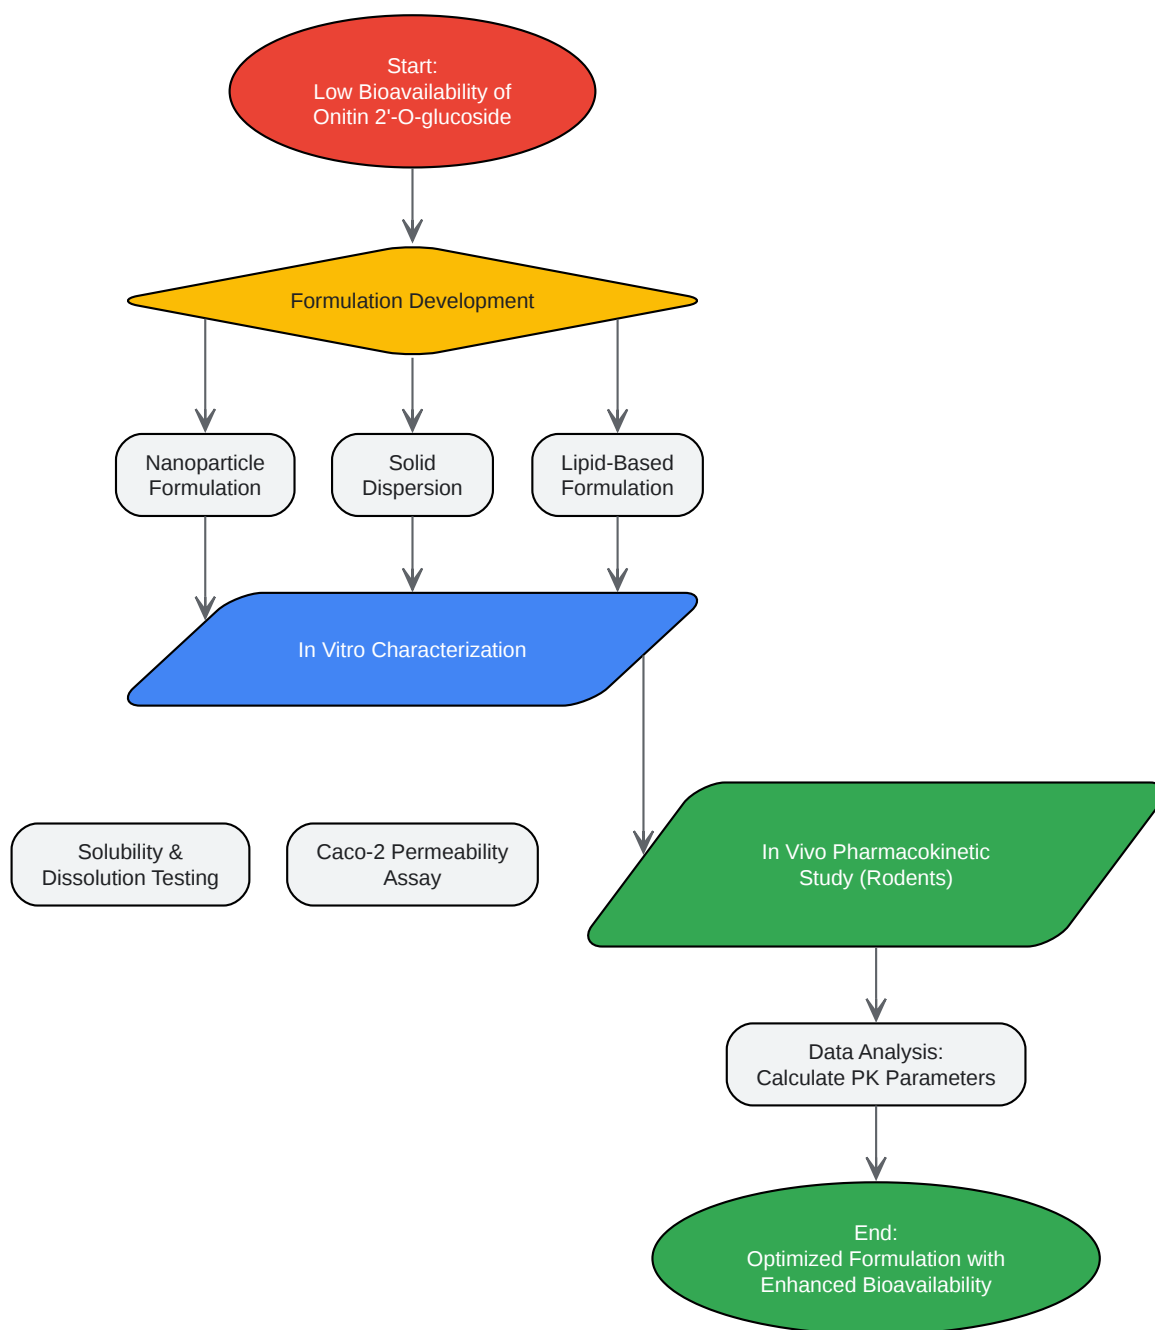 Start:
Low Bioavailability of
Onitin 2'-O-glucoside
Formulation Development
Nanoparticle
Formulation
Solid
Dispersion
Lipid-Based
Formulation
In Vitro Characterization
Solubility &
Dissolution Testing
Caco-2 Permeability
Assay
In Vivo Pharmacokinetic
Study (Rodents)
Data Analysis:
Calculate PK Parameters
End:
Optimized Formulation with
Enhanced Bioavailability